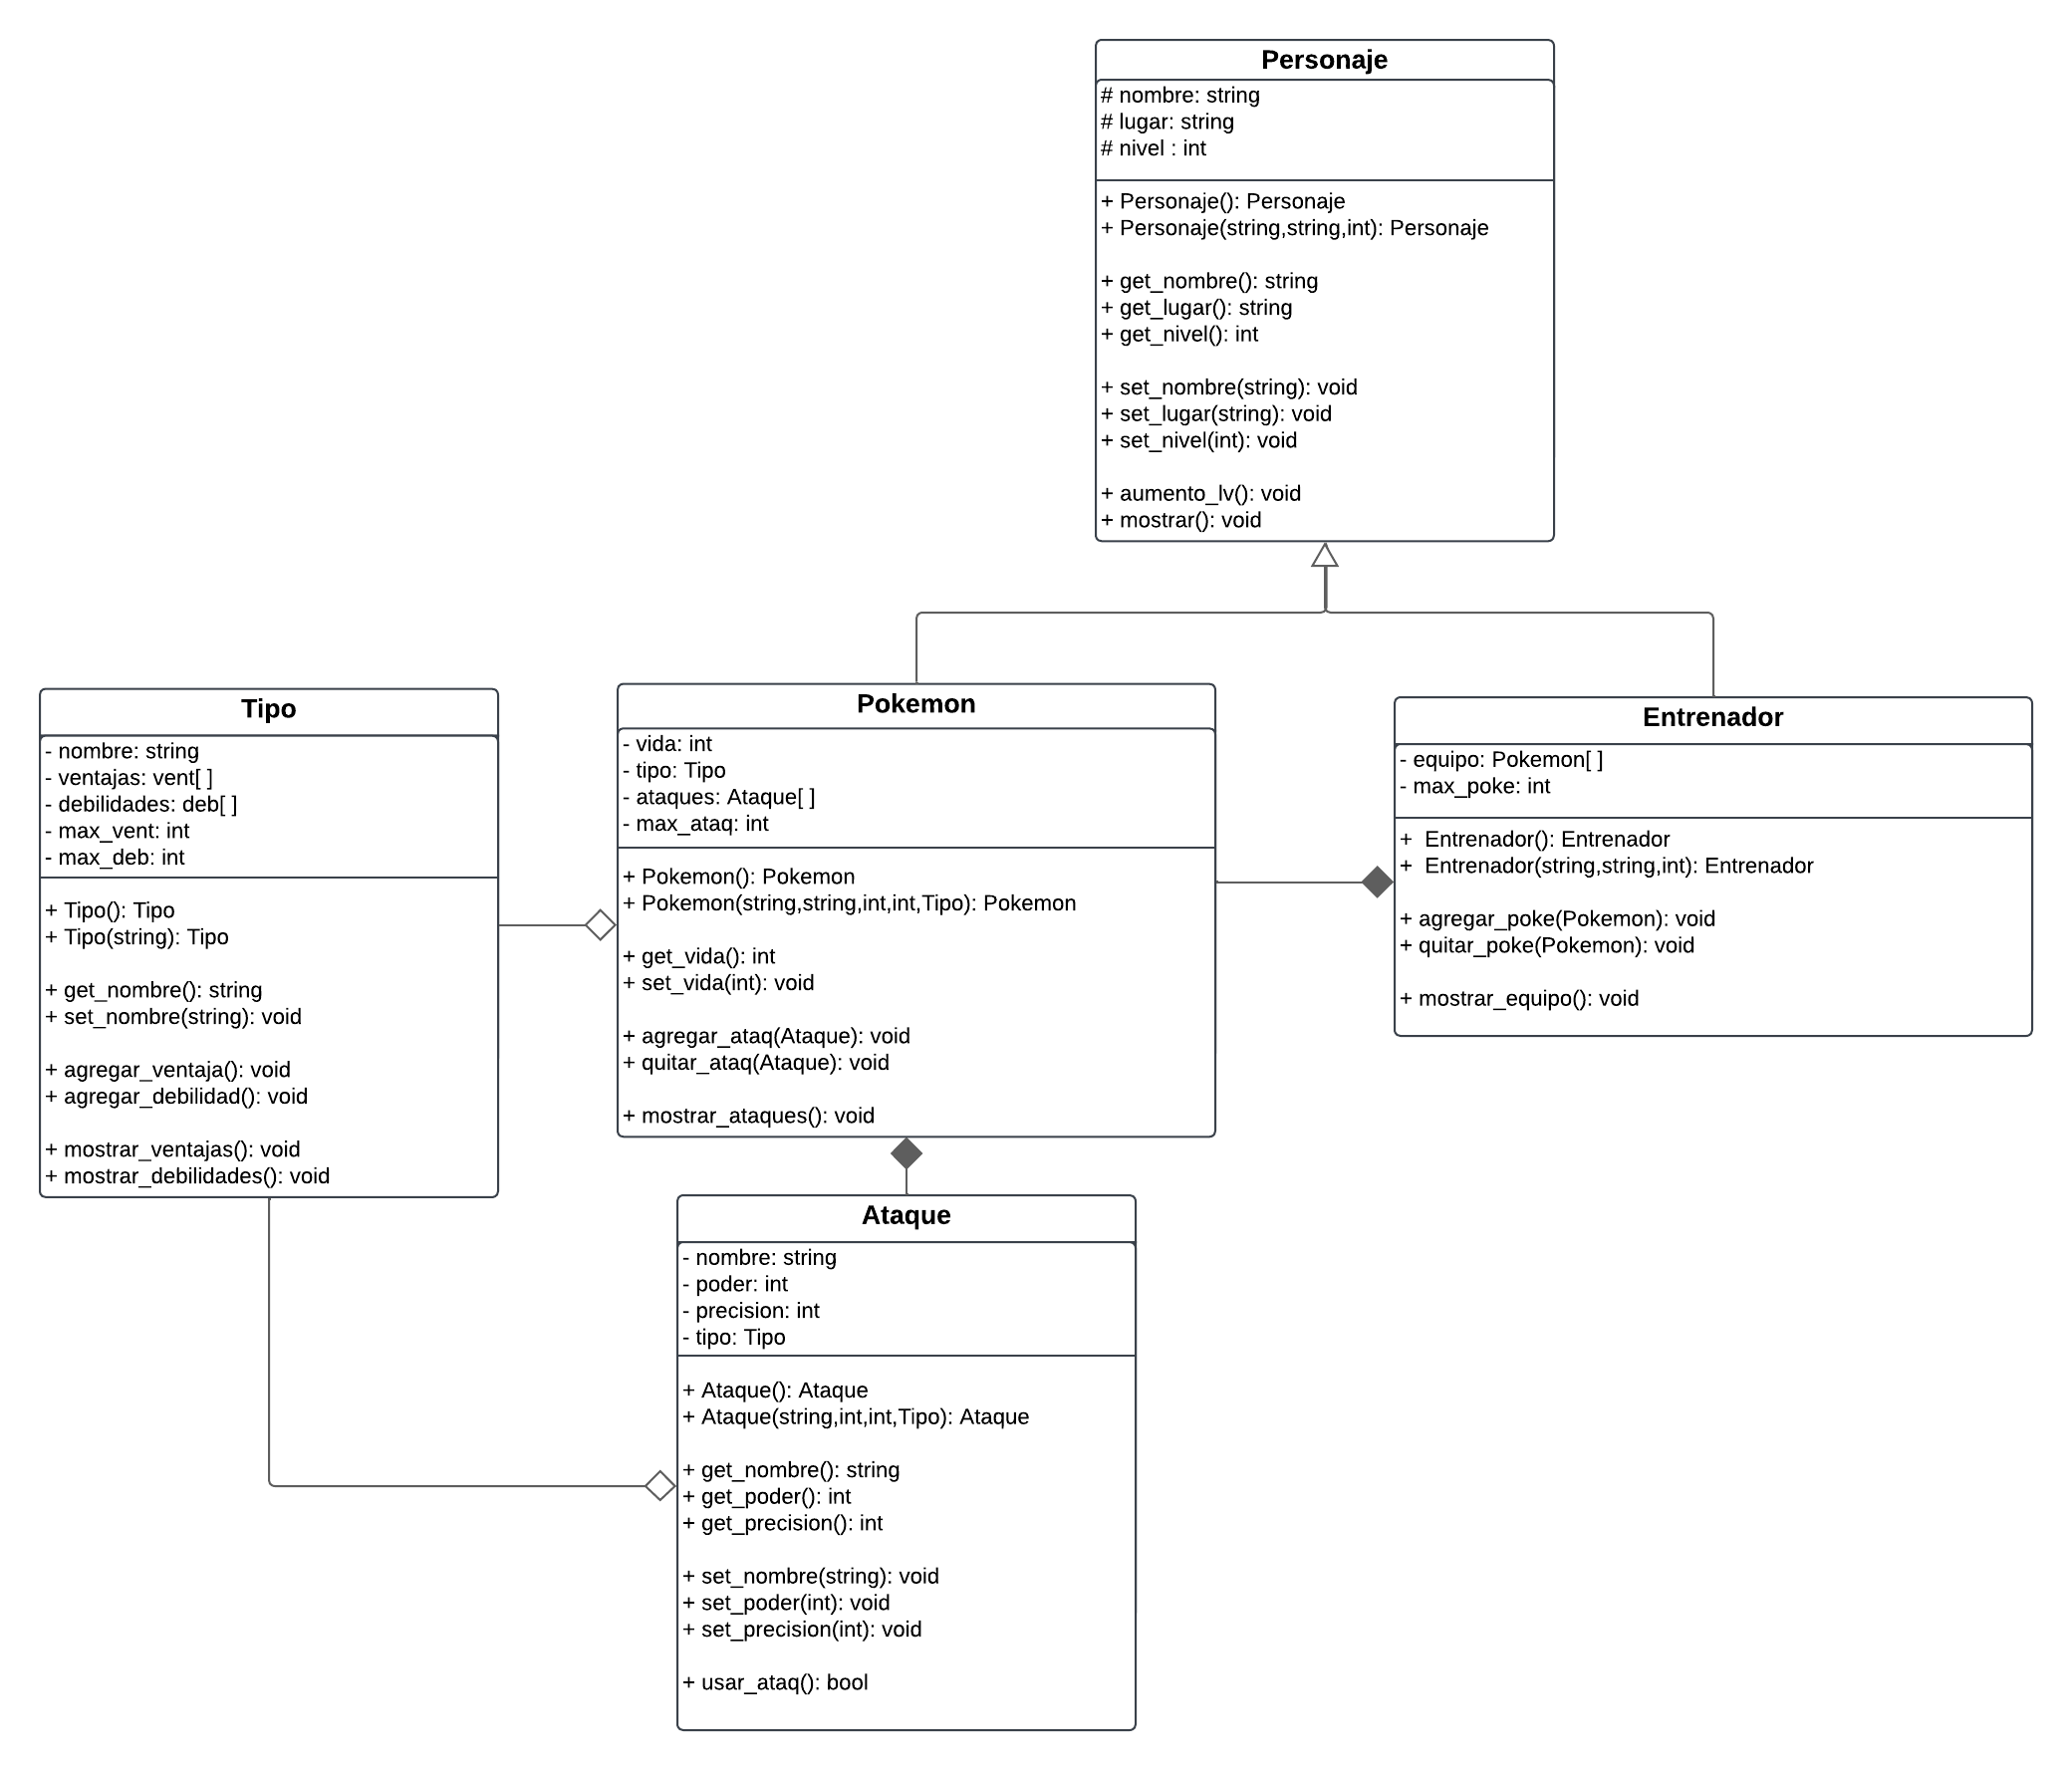 Personaje
# nombre: string
# lugar: string
# nivel : int
+ Personaje(): Personaje
+ Personaje(string,string,int): Personaje
+ get_nombre(): string
+ get_lugar(): string
+ get_nivel(): int
+ set_nombre(string): void
+ set_lugar(string): void
+ set_nivel(int): void
+ aumento_lv(): void
+ mostrar(): void
Tipo
- nombre: string
- ventajas: vent[ ]
- debilidades: deb[ ]
- max_vent: int
- max_deb: int
+ Tipo(): Tipo
+ Tipo(string): Tipo
+ get_nombre(): string
+ set_nombre(string): void
+ agregar_ventaja(): void
+ agregar_debilidad(): void
+ mostrar_ventajas(): void
+ mostrar_debilidades(): void
Pokemon
- vida: int
- tipo: Tipo
- ataques: Ataque[ ]
- max_ataq: int
+ Pokemon(): Pokemon
+ Pokemon(string,string,int,int,Tipo): Pokemon
+ get_vida(): int
+ set_vida(int): void
+ agregar_ataq(Ataque): void
+ quitar_ataq(Ataque): void
+ mostrar_ataques(): void
Entrenador
- equipo: Pokemon[ ]
- max_poke: int
+  Entrenador(): Entrenador
+  Entrenador(string,string,int): Entrenador
+ agregar_poke(Pokemon): void
+ quitar_poke(Pokemon): void
+ mostrar_equipo(): void
Ataque
- nombre: string
- poder: int
- precision: int
- tipo: Tipo
+ Ataque(): Ataque
+ Ataque(string,int,int,Tipo): Ataque
+ get_nombre(): string
+ get_poder(): int
+ get_precision(): int
+ set_nombre(string): void
+ set_poder(int): void
+ set_precision(int): void
+ usar_ataq(): bool